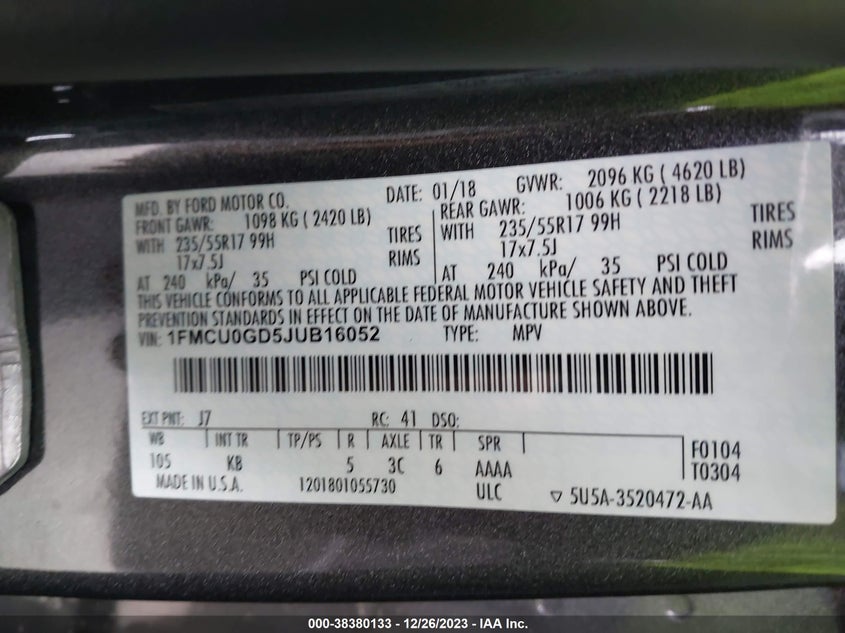 MFD. BY FORD MOTOR CO. DATE: 01/18 GVWR: 2096 KG ( 4620 LB)
FRONT GAWR: 1098 KG ( 2420 LB) REAR GAWR: 1006 KG ( 2218 LB)
WITH 235/55R17 99H TIRES WITH 235/55R17 99H TIRES
17x7.5J RIMS 17x7.5J RIMS
AT 240 kPa/ 35 PSI COLD AT 240 kPa/ 35 PSI COLD
THIS VEHICLE CONFORMS TO ALL APPLICABLE FEDERAL MOTOR VEHICLE SAFETY AND THEFT
PREVENTION STANDARDS IN EFFECT ON THE DATE OF MANUFACTURE SHOWN ABOVE.
VIN: 1FMCU0GD5JUB16052 TYPE: MPV
EXT PNT: J7 RC: 41 DSO:
WB INT TR TP/PS R AXLE TR SPR F0104
105 KB 5 3C 6 AAAA T0304
MADE IN U.S.A. 1201801055730 ULC ▽ 5U5A-3520472-AA
000-38380133 - 12/26/2023 - IAA Inc.